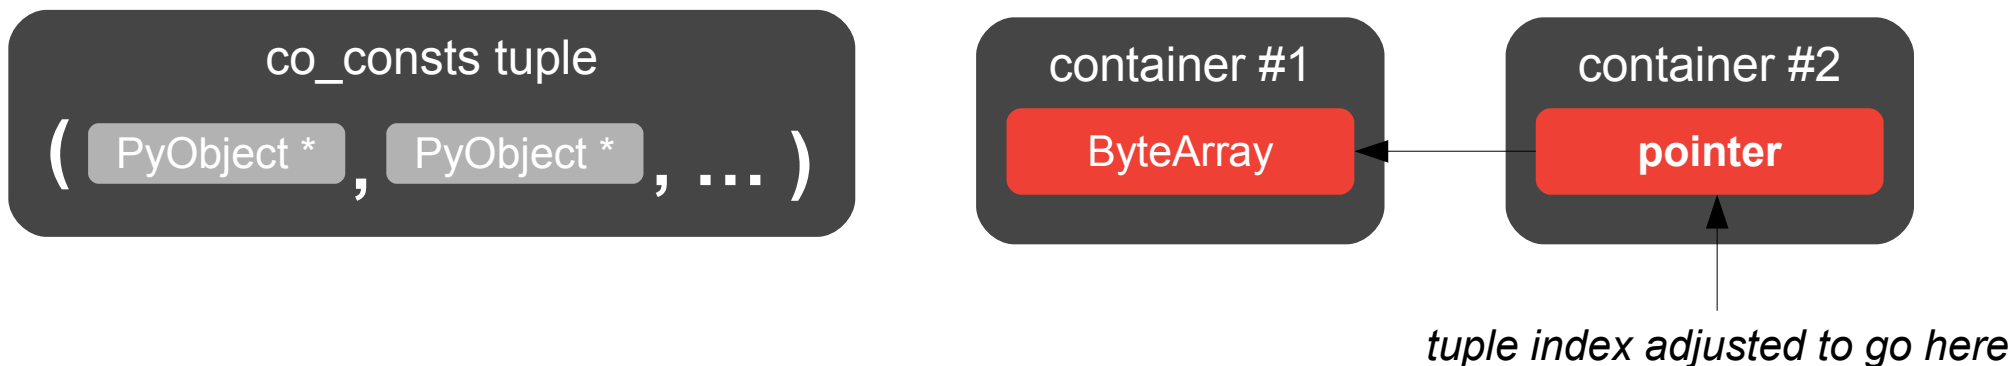 co_consts tuple
( PyObject * , PyObject * , ... )
container #1
ByteArray
container #2
pointer
tuple index adjusted to go here